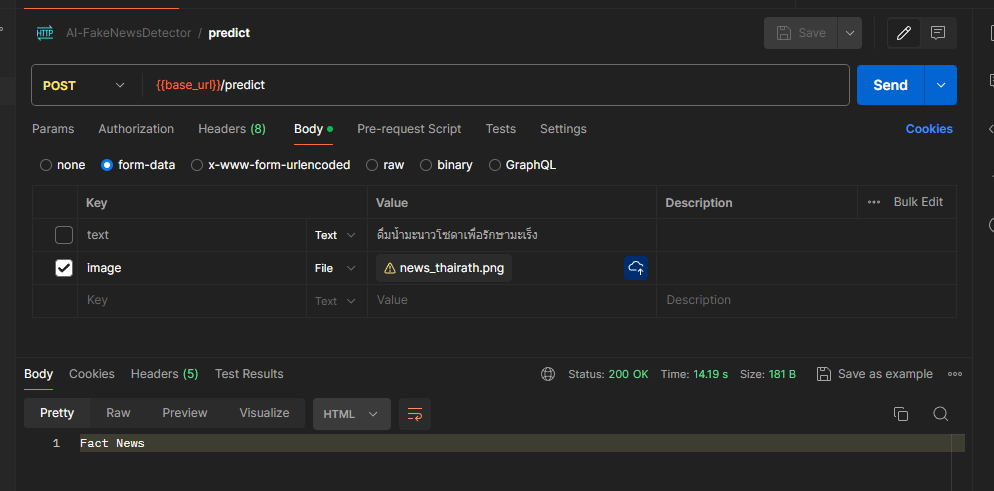 HTTP AI-FakeNewsDetector / predict Save
POST {{base_url}}/predict Send
Params Authorization Headers (8) Body Pre-request Script Tests Settings Cookies
none form-data x-www-form-urlencoded raw binary GraphQL
Key Value Description ••• Bulk Edit
text Text ดื่มน้ำมะนาวโซดาเพื่อรักษามะเร็ง
image File news_thairath.png
Key Text Value Description
Body Cookies Headers (5) Test Results Status: 200 OK Time: 14.19 s Size: 181 B Save as example •••
Pretty Raw Preview Visualize HTML
1 Fact News